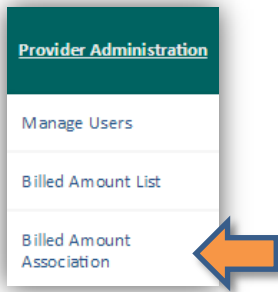 Provider Administration
Manage Users
Billed Amount List
Billed Amount
Association